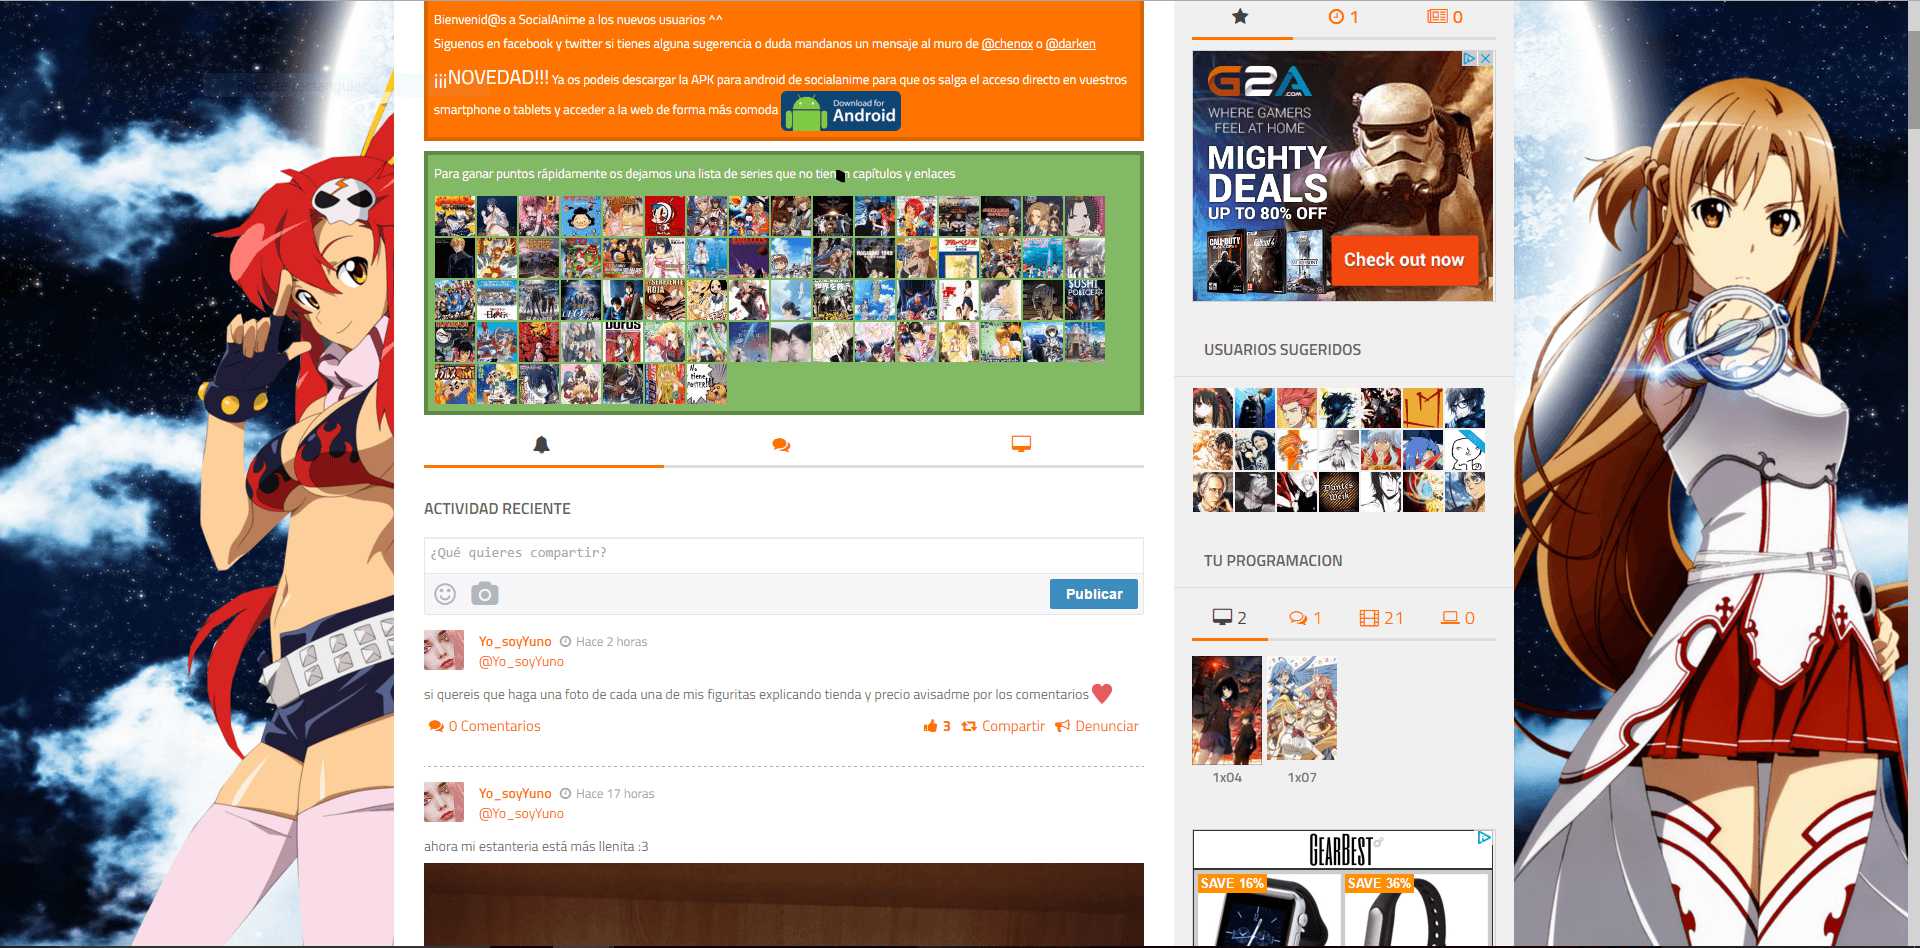 Bienvenid@s a SocialAnime a los nuevos usuarios ^^
Siguenos en facebook y twitter si tienes alguna sugerencia o duda mandanos un mensaje al muro de @chenox o @darken
¡¡¡NOVEDAD!!! Ya os podeis descargar la APK para android de socialanime para que os salga el acceso directo en vuestros
smartphone o tablets y acceder a la web de forma más comoda Download for
Android
Para ganar puntos rápidamente os dejamos una lista de series que no tienen capítulos y enlaces
ACTIVIDAD RECIENTE
¿Qué quieres compartir?
Publicar
Yo_soyYuno Hace 2 horas
@Yo_soyYuno
si quereis que haga una foto de cada una de mis figuritas explicando tienda y precio avisadme por los comentarios
0 Comentarios 3 Compartir Denunciar
Yo_soyYuno Hace 17 horas
@Yo_soyYuno
ahora mi estanteria está más llenita :3
1 0
G2A
.COM
WHERE GAMERS
FEEL AT HOME
MIGHTY
DEALS
UP TO 80% OFF
Check out now
USUARIOS SUGERIDOS
Dantes
Weik
TU PROGRAMACION
2 1 21 0
1x04 1x07
GEARBEST
SAVE 16% SAVE 36%